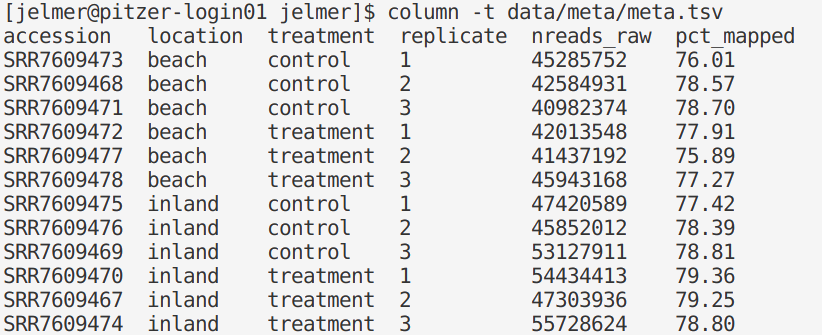 [jelmer@pitzer-login01 jelmer]$ column -t data/meta/meta.tsv
accession   location  treatment  replicate  nreads_raw  pct_mapped
SRR7609473  beach     control    1          45285752    76.01
SRR7609468  beach     control    2          42584931    78.57
SRR7609471  beach     control    3          40982374    78.70
SRR7609472  beach     treatment  1          42013548    77.91
SRR7609477  beach     treatment  2          41437192    75.89
SRR7609478  beach     treatment  3          45943168    77.27
SRR7609475  inland    control    1          47420589    77.42
SRR7609476  inland    control    2          45852012    78.39
SRR7609469  inland    control    3          53127911    78.81
SRR7609470  inland    treatment  1          54434413    79.36
SRR7609467  inland    treatment  2          47303936    79.25
SRR7609474  inland    treatment  3          55728624    78.80